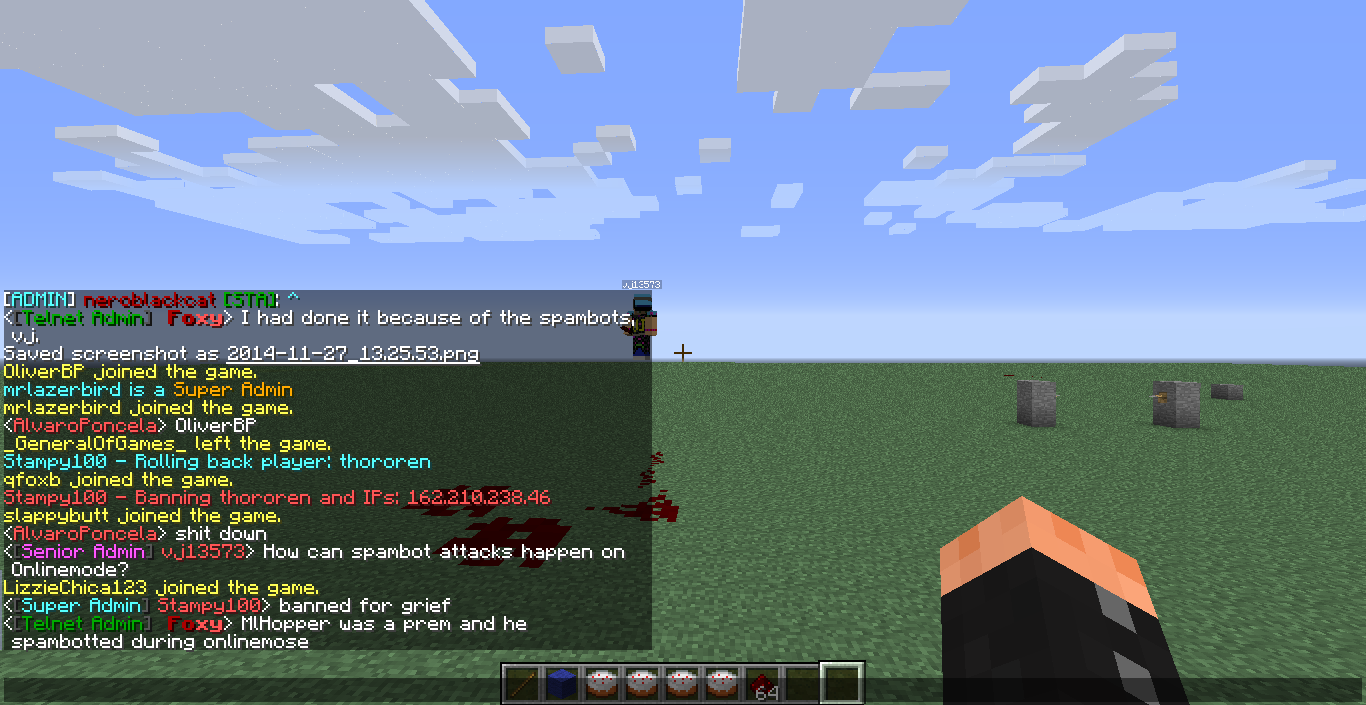 vj13573
[ADMIN] neroblackcat [STA]: ^
<[Telnet Admin] Foxy> I had done it because of the spambots,
vj.
Saved screenshot as 2014-11-27_13.25.53.png
OliverBP joined the game.
mrlazerbird is a Super Admin
mrlazerbird joined the game.
<AlvaroPoncela> OliverBP
_GeneralOfGames_ left the game.
Stampy100 - Rolling back player: thororen
qfoxb joined the game.
Stampy100 - Banning thororen and IPs: 162.210.238.46
slappybutt joined the game.
<AlvaroPoncela> shit down
<[Senior Admin] vj13573> How can spambot attacks happen on
Onlinemode?
LizzieChica123 joined the game.
<[Super Admin] Stampy100> banned for grief
<[Telnet Admin] Foxy> MlHopper was a prem and he
spambotted during onlinemose
64